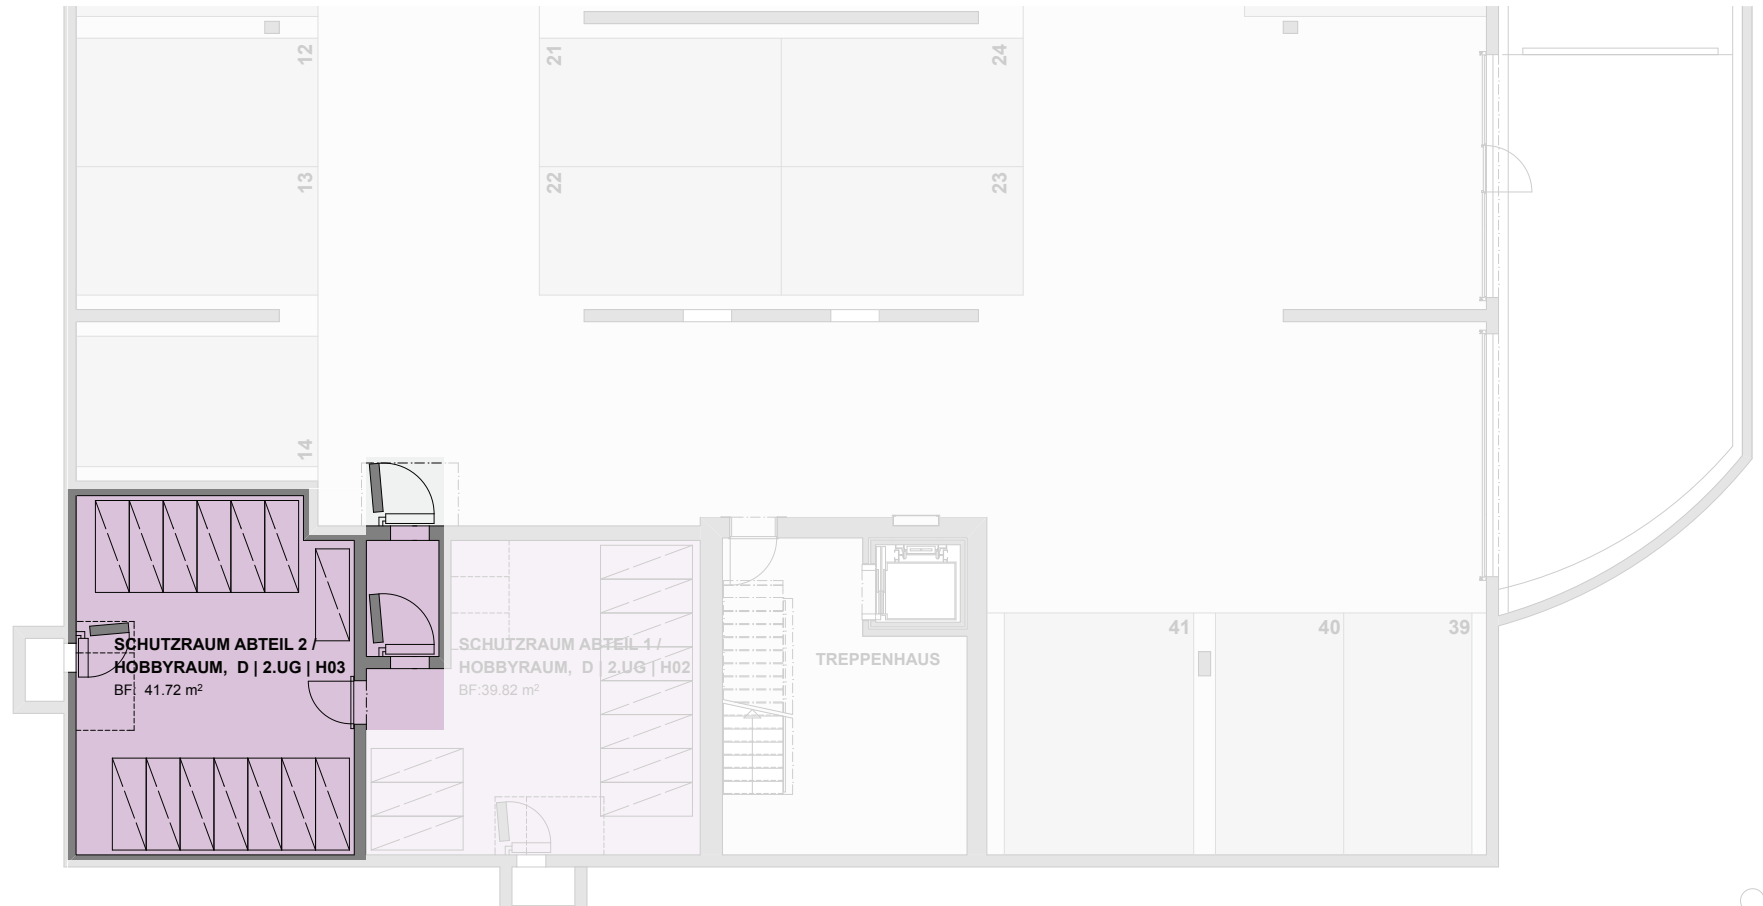 12
21
24
13
22
23
14
SCHUTZRAUM ABTEIL 2 /
HOBBYRAUM, D | 2.UG | H03
BF: 41.72 m²
SCHUTZRAUM ABTEIL 1 /
HOBBYRAUM, D | 2.UG | H02
BF:39.82 m²
TREPPENHAUS
41
40
39